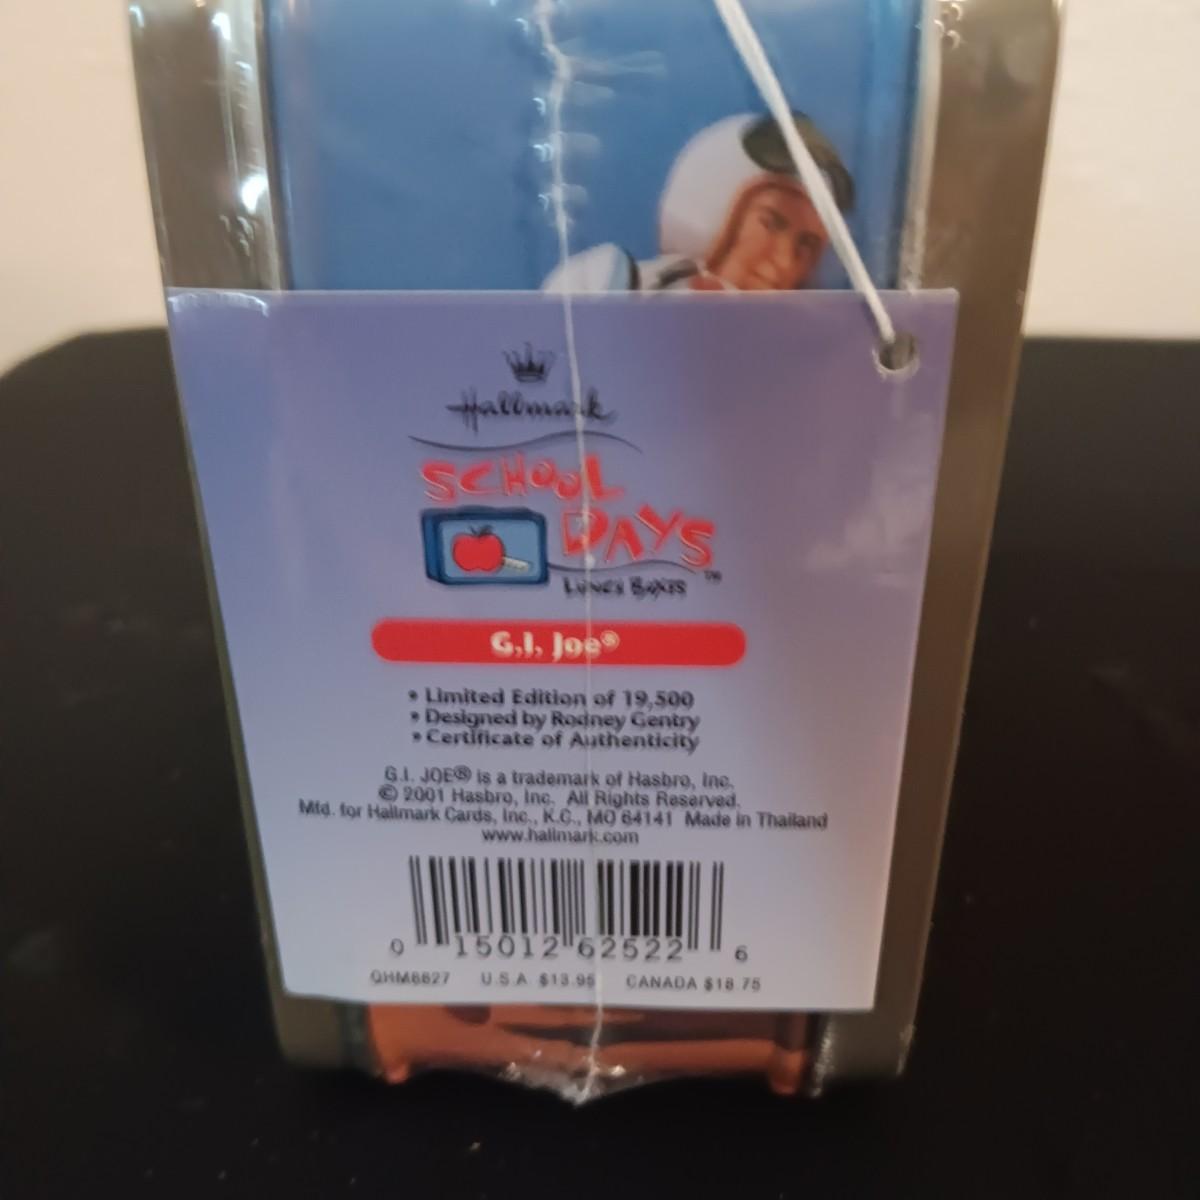 Hallmark
SCHOOL
DAYS™
LUNCH BOXES
G.I. Joe®
• Limited Edition of 19,500
• Designed by Rodney Gentry
• Certificate of Authenticity
G.I. JOE® is a trademark of Hasbro, Inc.
© 2001 Hasbro, Inc. All Rights Reserved.
Mfd. for Hallmark Cards, Inc., K.C., MO 64141 Made in Thailand
www.hallmark.com
0 15012 62522 6
QHM8827 U.S.A. $13.95 CANADA $18.75